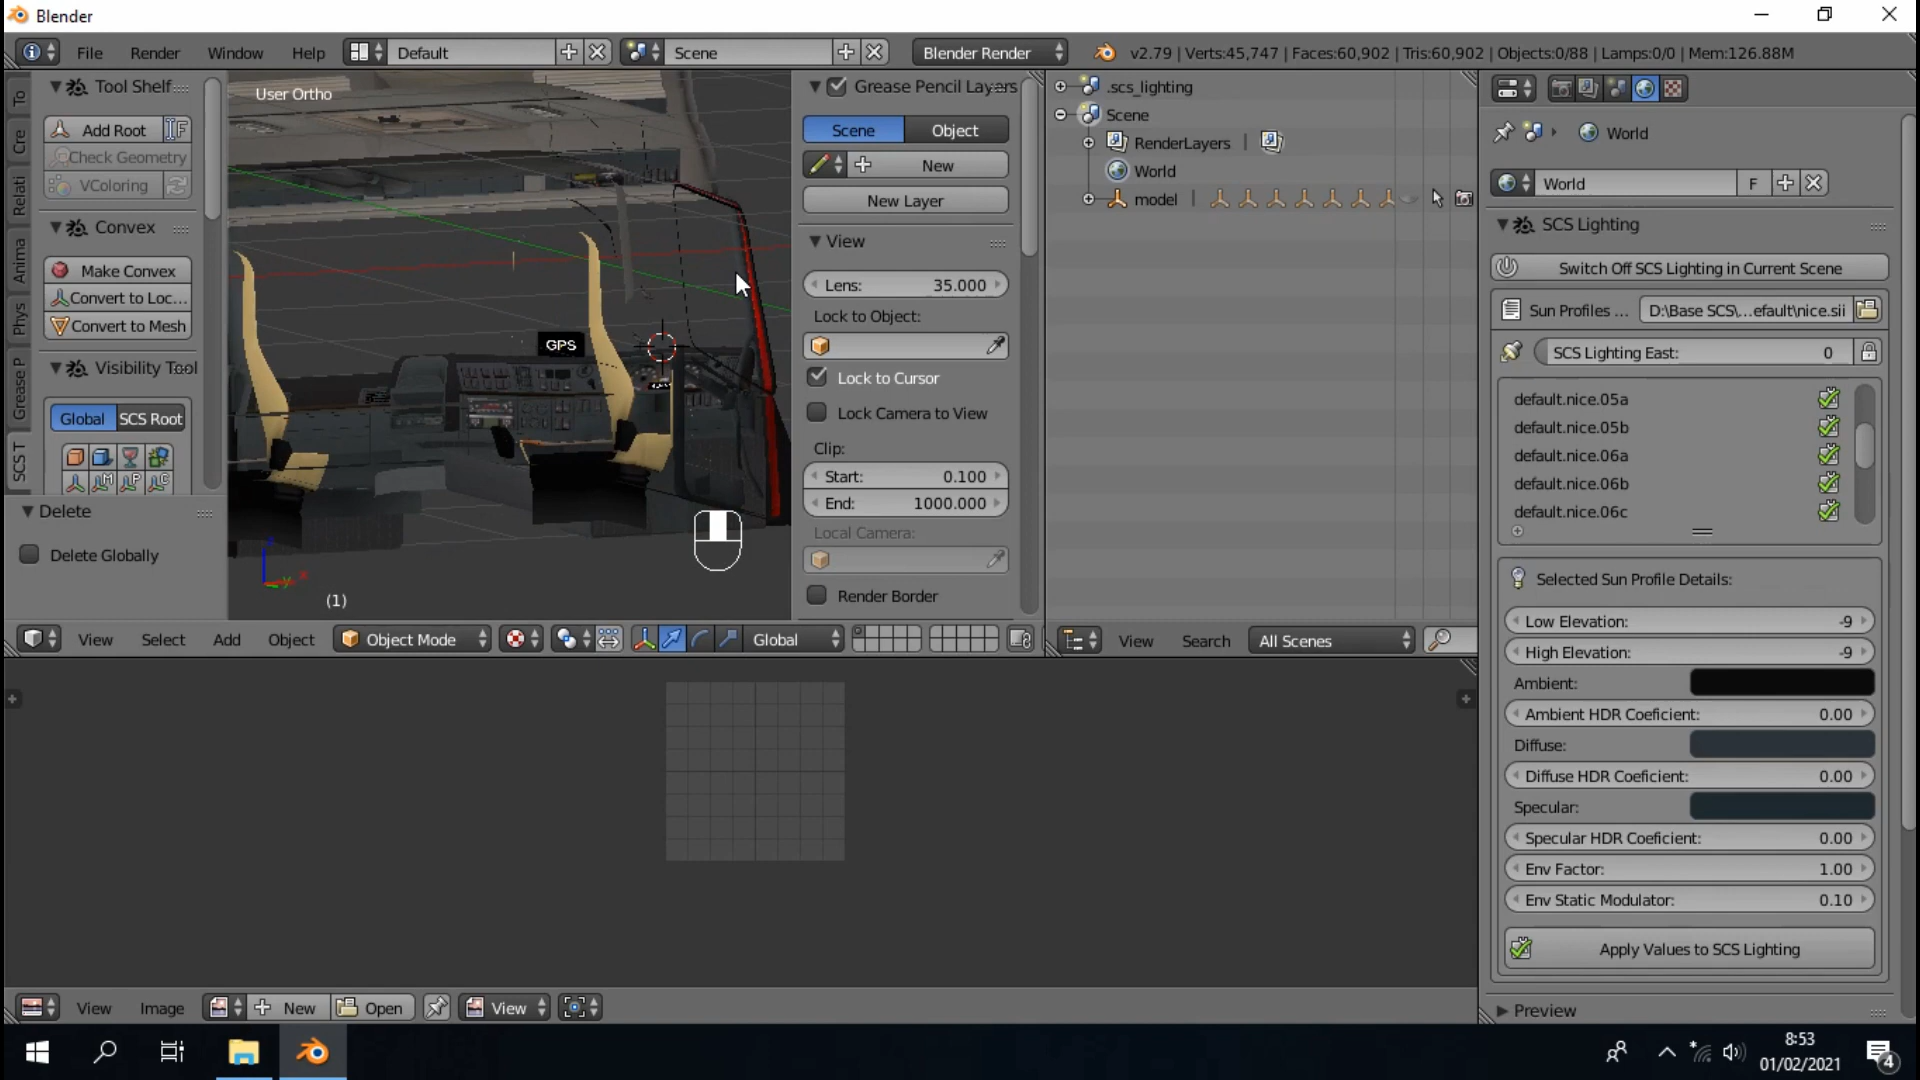 Blender
File Render Window Help Default Scene Blender Render v2.79 | Verts:45,747 | Faces:60,902 | Tris:60,902 | Objects:0/88 | Lamps:0/0 | Mem:126.88M
To
Cre
Relati
Anima
Phys
Grease P
SCS T
Tool Shelf
Add Root
Check Geometry
VColoring
Convex
Make Convex
Convert to Loc...
Convert to Mesh
Visibility Tool
Global SCS Root
Delete
Delete Globally
User Ortho
GPS
(1)
Grease Pencil Layers
Scene Object
New
New Layer
View
Lens: 35.000
Lock to Object:
Lock to Cursor
Lock Camera to View
Clip:
Start: 0.100
End: 1000.000
Local Camera:
Render Border
View Select Add Object Object Mode Global
.scs_lighting
Scene
RenderLayers |
World
model |
View Search All Scenes
World
World F
SCS Lighting
Switch Off SCS Lighting in Current Scene
Sun Profiles ... D:\Base SCS\...efault\nice.sii
SCS Lighting East: 0
default.nice.05a
default.nice.05b
default.nice.06a
default.nice.06b
default.nice.06c
Selected Sun Profile Details:
Low Elevation: -9
High Elevation: -9
Ambient:
Ambient HDR Coeficient: 0.00
Diffuse:
Diffuse HDR Coeficient: 0.00
Specular:
Specular HDR Coeficient: 0.00
Env Factor: 1.00
Env Static Modulator: 0.10
Apply Values to SCS Lighting
Preview
View Image New Open View
8:53
01/02/2021
4